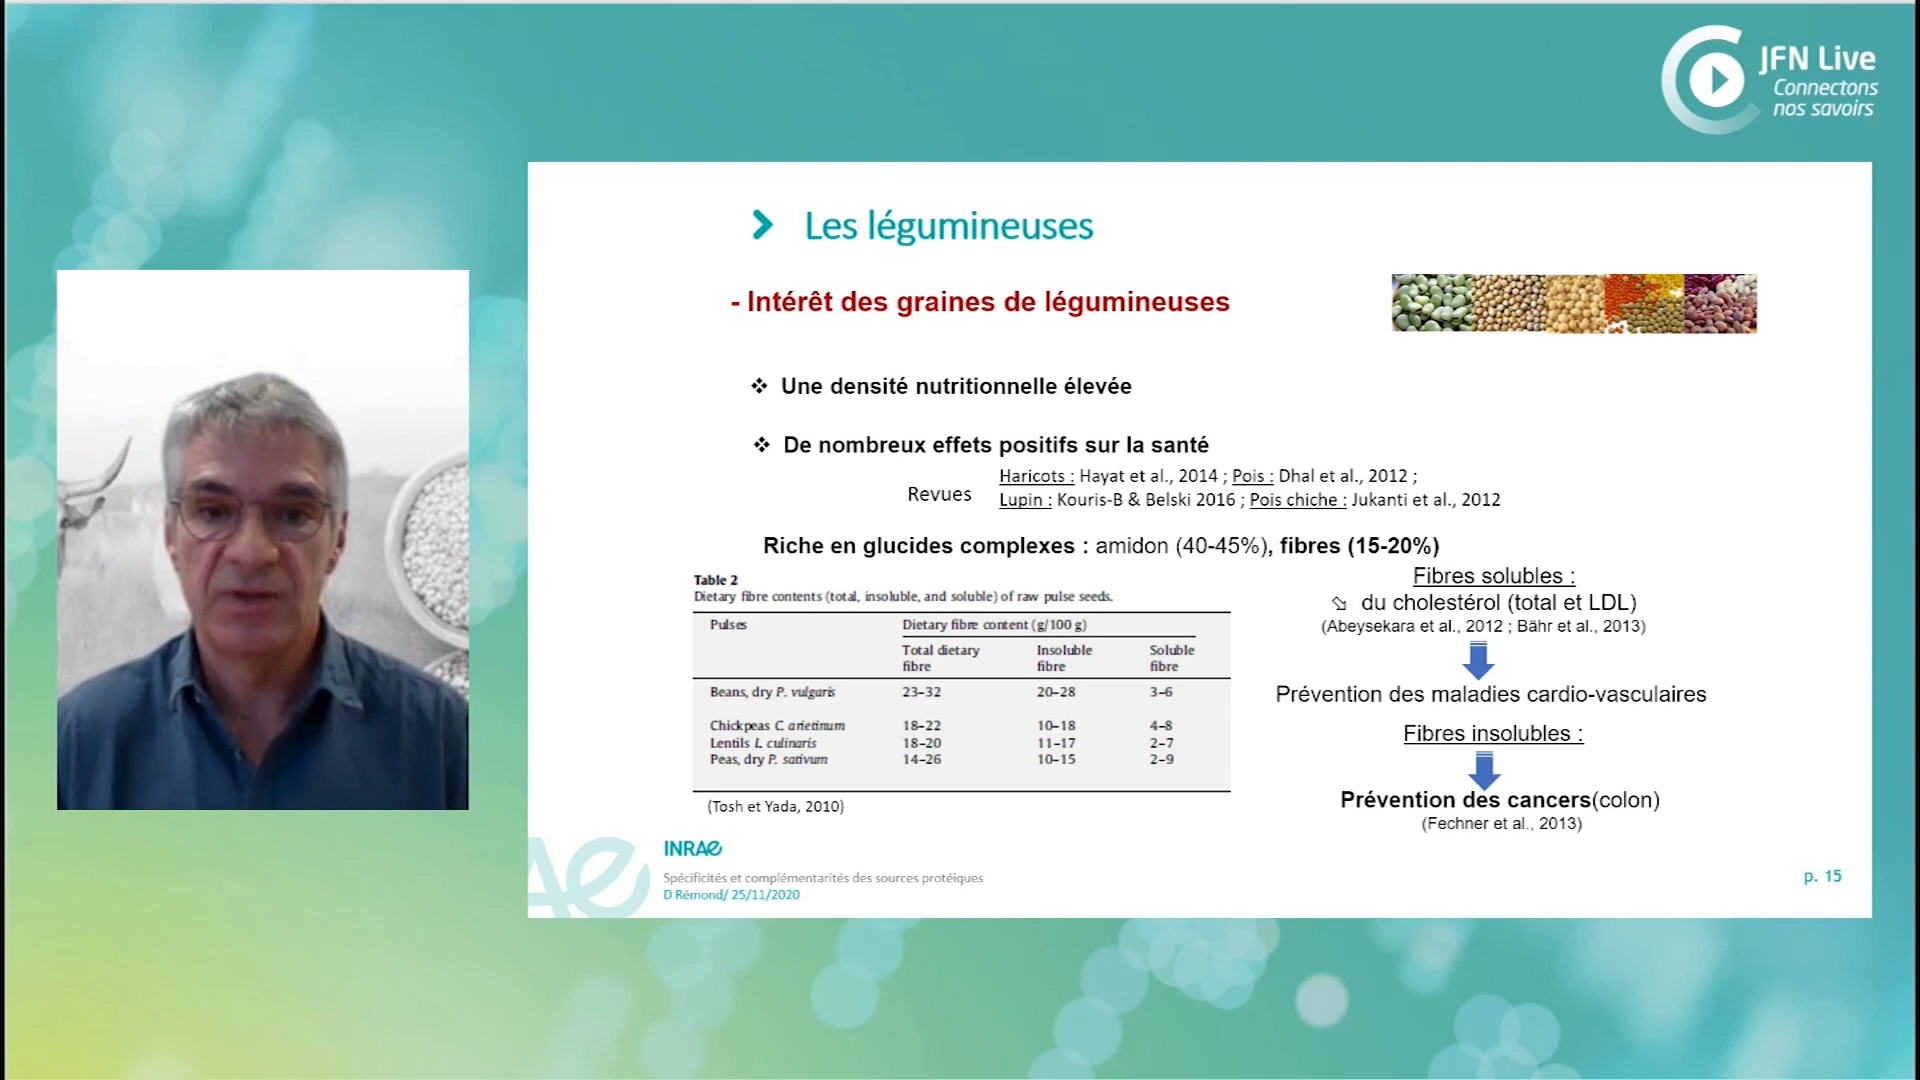 JFN Live
Connectons
nos savoirs
Les légumineuses
- Intérêt des graines de légumineuses
❖ Une densité nutritionnelle élevée
❖ De nombreux effets positifs sur la santé
Revues
Haricots : Hayat et al., 2014 ; Pois : Dhal et al., 2012 ;
Lupin : Kouris-B & Belski 2016 ; Pois chiche : Jukanti et al., 2012
Riche en glucides complexes : amidon (40-45%), fibres (15-20%)
Table 2
Dietary fibre contents (total, insoluble, and soluble) of raw pulse seeds.
Pulses Dietary fibre content (g/100 g)
Total dietary fibre Insoluble fibre Soluble fibre
Beans, dry P. vulgaris 23–32 20–28 3–6
Chickpeas C. arietinum 18–22 10–18 4–8
Lentils L. culinaris 18–20 11–17 2–7
Peas, dry P. sativum 14–26 10–15 2–9
(Tosh et Yada, 2010)
Fibres solubles :
⇘ du cholestérol (total et LDL)
(Abeysekara et al., 2012 ; Bähr et al., 2013)
Prévention des maladies cardio-vasculaires
Fibres insolubles :
Prévention des cancers(colon)
(Fechner et al., 2013)
INRAE
Spécificités et complémentarités des sources protéiques
D Rémond/ 25/11/2020
p. 15